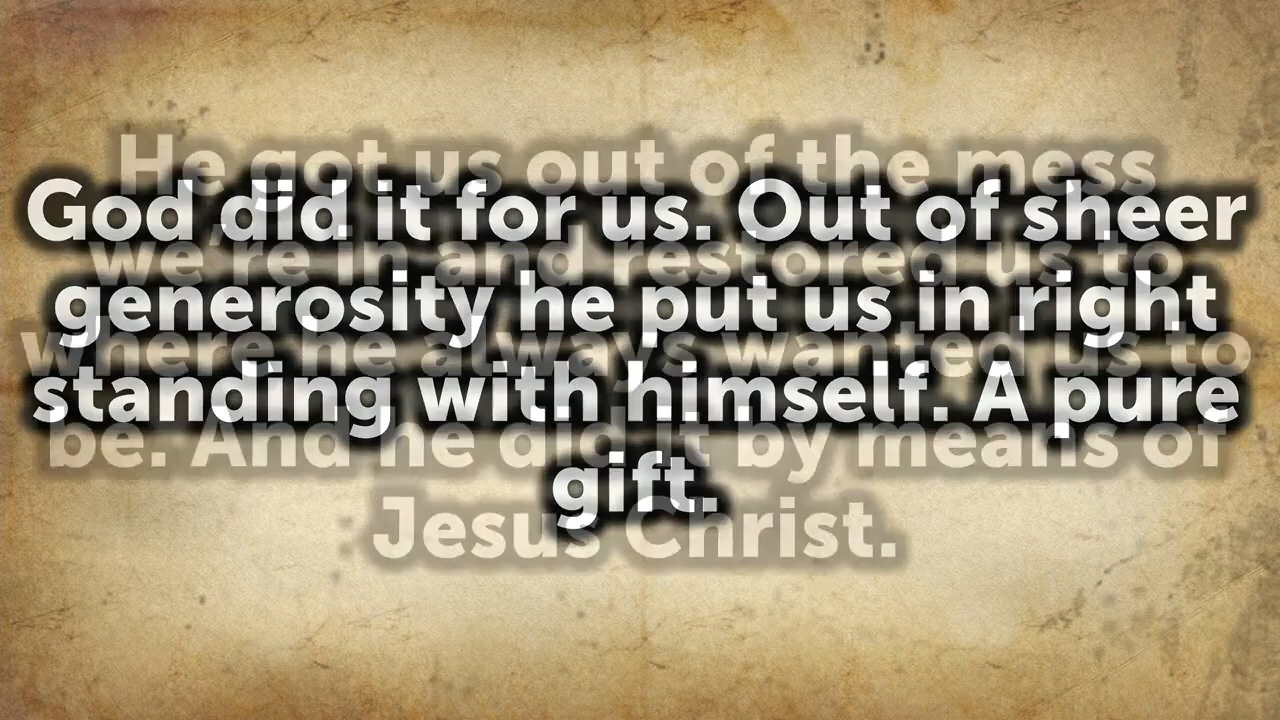 God did it for us. Out of sheer
generosity he put us in right
standing with himself. A pure
gift.
He got us out of the mess
we're in and restored us to
where he always wanted us to
be. And he did it by means of
Jesus Christ.